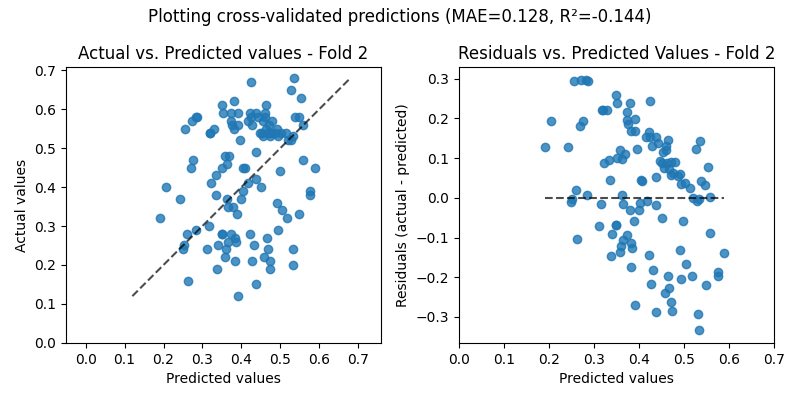 Plotting cross-validated predictions (MAE=0.128, R²=-0.144)
Actual vs. Predicted values - Fold 2
Actual values
0.7
0.6
0.5
0.4
0.3
0.2
0.1
0.0
0.0 0.1 0.2 0.3 0.4 0.5 0.6 0.7
Predicted values
Residuals vs. Predicted Values - Fold 2
Residuals (actual - predicted)
0.3
0.2
0.1
0.0
−0.1
−0.2
−0.3
0.0 0.1 0.2 0.3 0.4 0.5 0.6 0.7
Predicted values